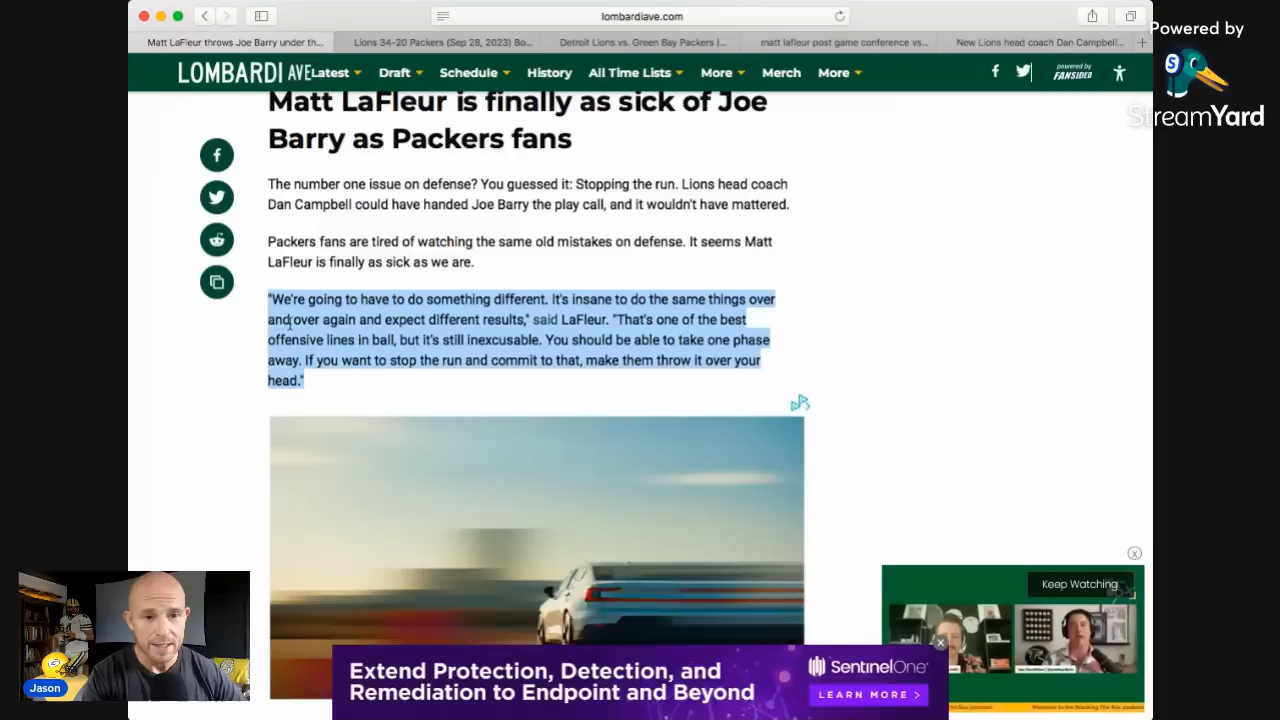 lombardiave.com
Matt LaFleur throws Joe Barry under th...
Lions 34-20 Packers (Sep 28, 2023) Bo...
Detroit Lions vs. Green Bay Packers |...
matt lafleur post game conference vs...
New Lions head coach Dan Campbell...
LOMBARDI AVE
Latest
Draft
Schedule
History
All Time Lists
More
Merch
More
powered by
FANSIDED
Powered by
S
StreamYard
Matt LaFleur is finally as sick of Joe
Barry as Packers fans
The number one issue on defense? You guessed it: Stopping the run. Lions head coach
Dan Campbell could have handed Joe Barry the play call, and it wouldn't have mattered.
Packers fans are tired of watching the same old mistakes on defense. It seems Matt
LaFleur is finally as sick as we are.
"We're going to have to do something different. It's insane to do the same things over
and over again and expect different results," said LaFleur. "That's one of the best
offensive lines in ball, but it's still inexcusable. You should be able to take one phase
away. If you want to stop the run and commit to that, make them throw it over your
head."
Keep Watching
Extend Protection, Detection, and
Remediation to Endpoint and Beyond
SentinelOne
LEARN MORE >
Jason